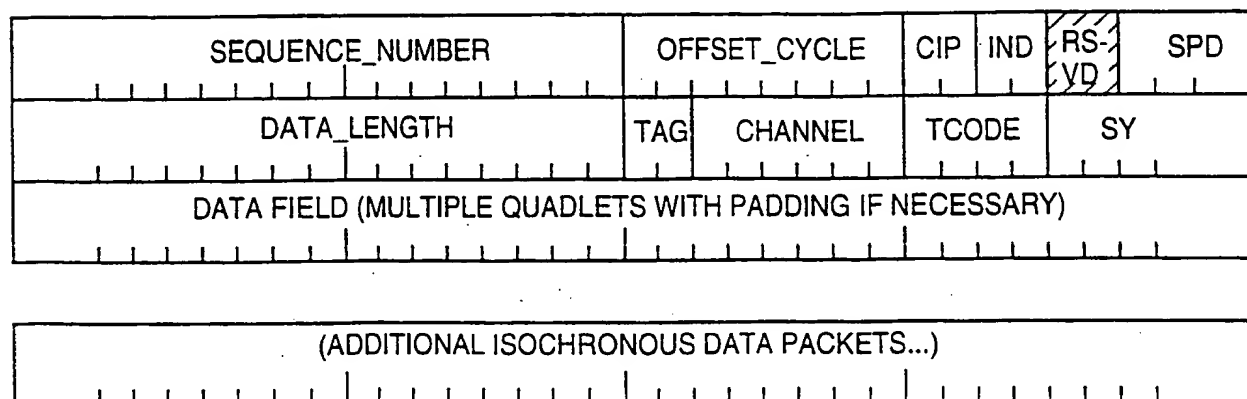 SEQUENCE_NUMBER OFFSET_CYCLE CIP IND RS-VD SPD
DATA_LENGTH TAG CHANNEL TCODE SY
DATA FIELD (MULTIPLE QUADLETS WITH PADDING IF NECESSARY)
(ADDITIONAL ISOCHRONOUS DATA PACKETS...)